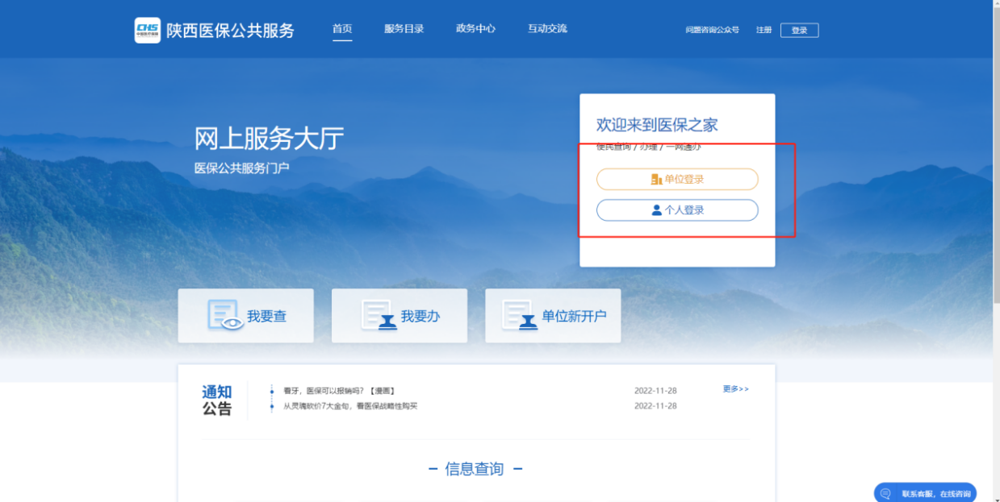 CHS
陕西医保公共服务
首页
服务目录
政务中心
互动交流
问题咨询公众号
注册
登录
网上服务大厅
医保公共服务门户
欢迎来到医保之家
便民查询 / 办理 / 一网通办
单位登录
个人登录
我要查
我要办
单位新开户
通知
公告
看牙，医保可以报销吗？【漫画】 2022-11-28
更多>>
从灵魂砍价7大金句，看医保战略性购买 2022-11-28
信息查询
联系客服，在线咨询